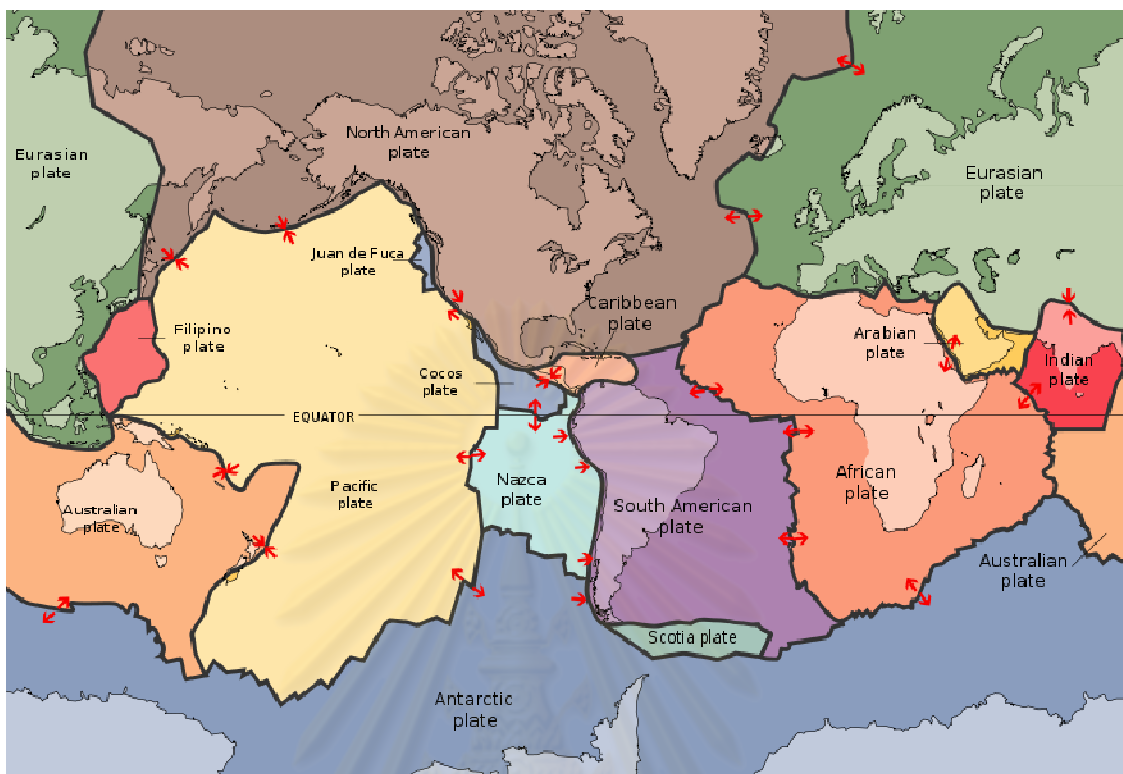 North American
plate
Eurasian
plate
Eurasian
plate
Juan de Fuca
plate
Caribbean
plate
Filipino
plate
Arabian
plate
Indian
plate
Cocos
plate
EQUATOR
Nazca
plate
Pacific
plate
African
plate
Australian
plate
South American
plate
Australian
plate
Scotia plate
Antarctic
plate